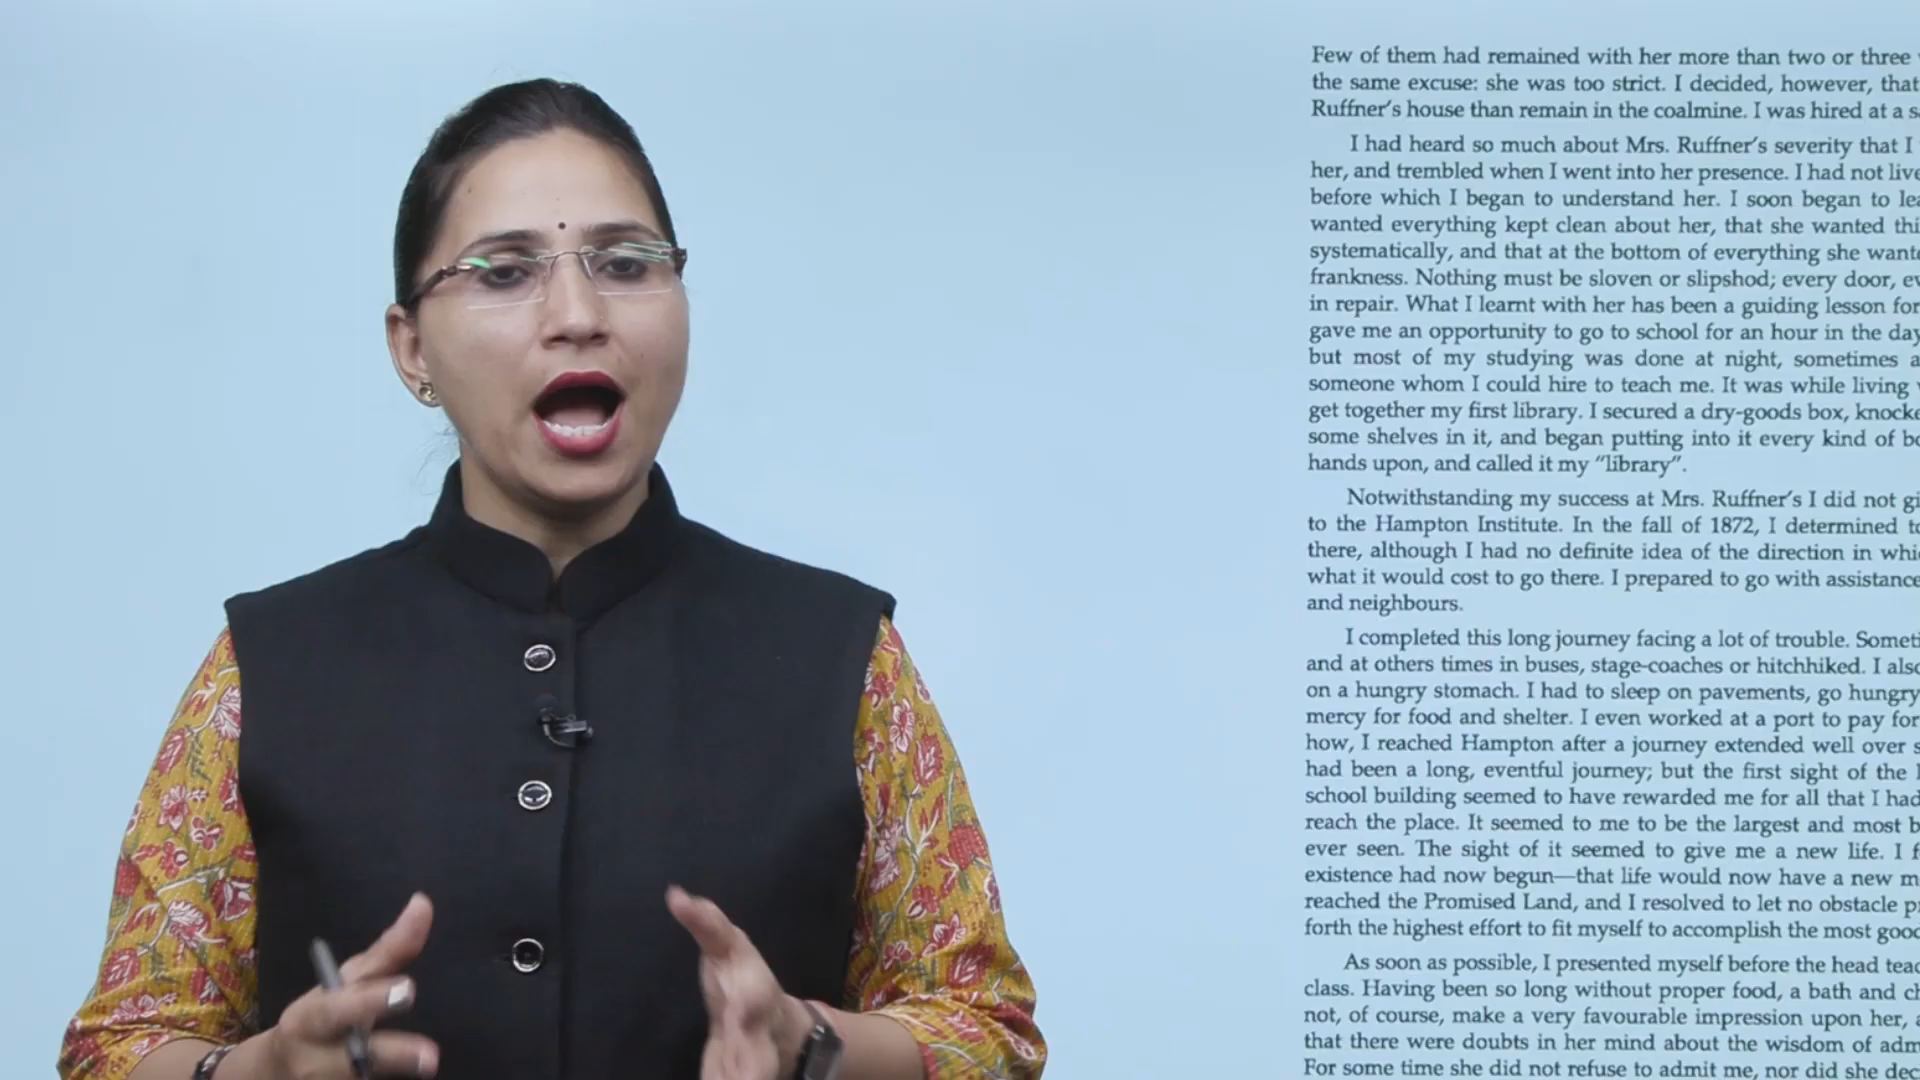 Few of them had remained with her more than two or three
the same excuse: she was too strict. I decided, however, that
Ruffner's house than remain in the coalmine. I was hired at a
I had heard so much about Mrs. Ruffner's severity that I
her, and trembled when I went into her presence. I had not
before which I began to understand her. I soon began to
wanted everything kept clean about her, that she wanted
systematically, and that at the bottom of everything she
frankness. Nothing must be sloven or slipshod; every door,
in repair. What I learnt with her has been a guiding lesson for
gave me an opportunity to go to school for an hour in the day
but most of my studying was done at night, sometimes
someone whom I could hire to teach me. It was while living
get together my first library. I secured a dry-goods box,
some shelves in it, and began putting into it every kind of
hands upon, and called it my "library".
Notwithstanding my success at Mrs. Ruffner's I did not
to the Hampton Institute. In the fall of 1872, I determined
there, although I had no definite idea of the direction in
what it would cost to go there. I prepared to go with assistance
and neighbours.
I completed this long journey facing a lot of trouble.
and at others times in buses, stage-coaches or hitchhiked. I
on a hungry stomach. I had to sleep on pavements, go hungry
mercy for food and shelter. I even worked at a port to pay for
how, I reached Hampton after a journey extended well over
had been a long, eventful journey; but the first sight of the
school building seemed to have rewarded me for all that I had
reach the place. It seemed to me to be the largest and most
ever seen. The sight of it seemed to give me a new life. I
existence had now begun—that life would now have a new
reached the Promised Land, and I resolved to let no obstacle
forth the highest effort to fit myself to accomplish the most good
As soon as possible, I presented myself before the head
class. Having been so long without proper food, a bath and
not, of course, make a very favourable impression upon her,
that there were doubts in her mind about the wisdom of
For some time she did not refuse to admit me, nor did she